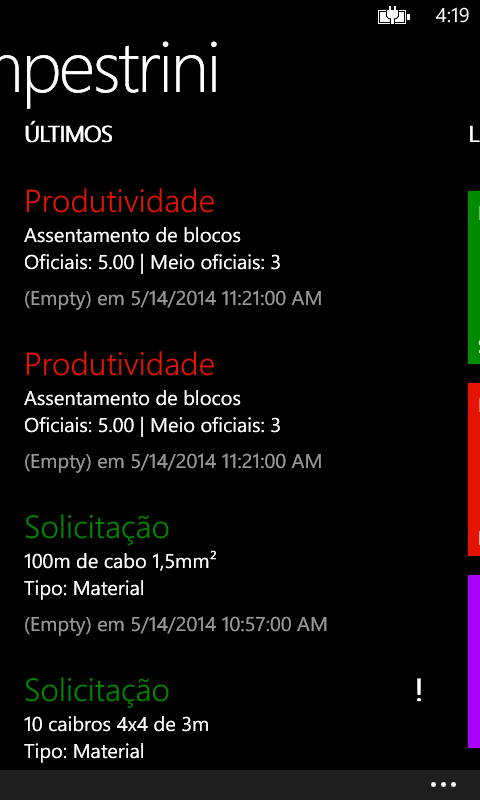 4:19
mpestrini
ÚLTIMOS
Produtividade
Assentamento de blocos
Oficiais: 5.00 | Meio oficiais: 3
(Empty) em 5/14/2014 11:21:00 AM
Produtividade
Assentamento de blocos
Oficiais: 5.00 | Meio oficiais: 3
(Empty) em 5/14/2014 11:21:00 AM
Solicitação
100m de cabo 1,5mm²
Tipo: Material
(Empty) em 5/14/2014 10:57:00 AM
Solicitação !
10 caibros 4x4 de 3m
Tipo: Material